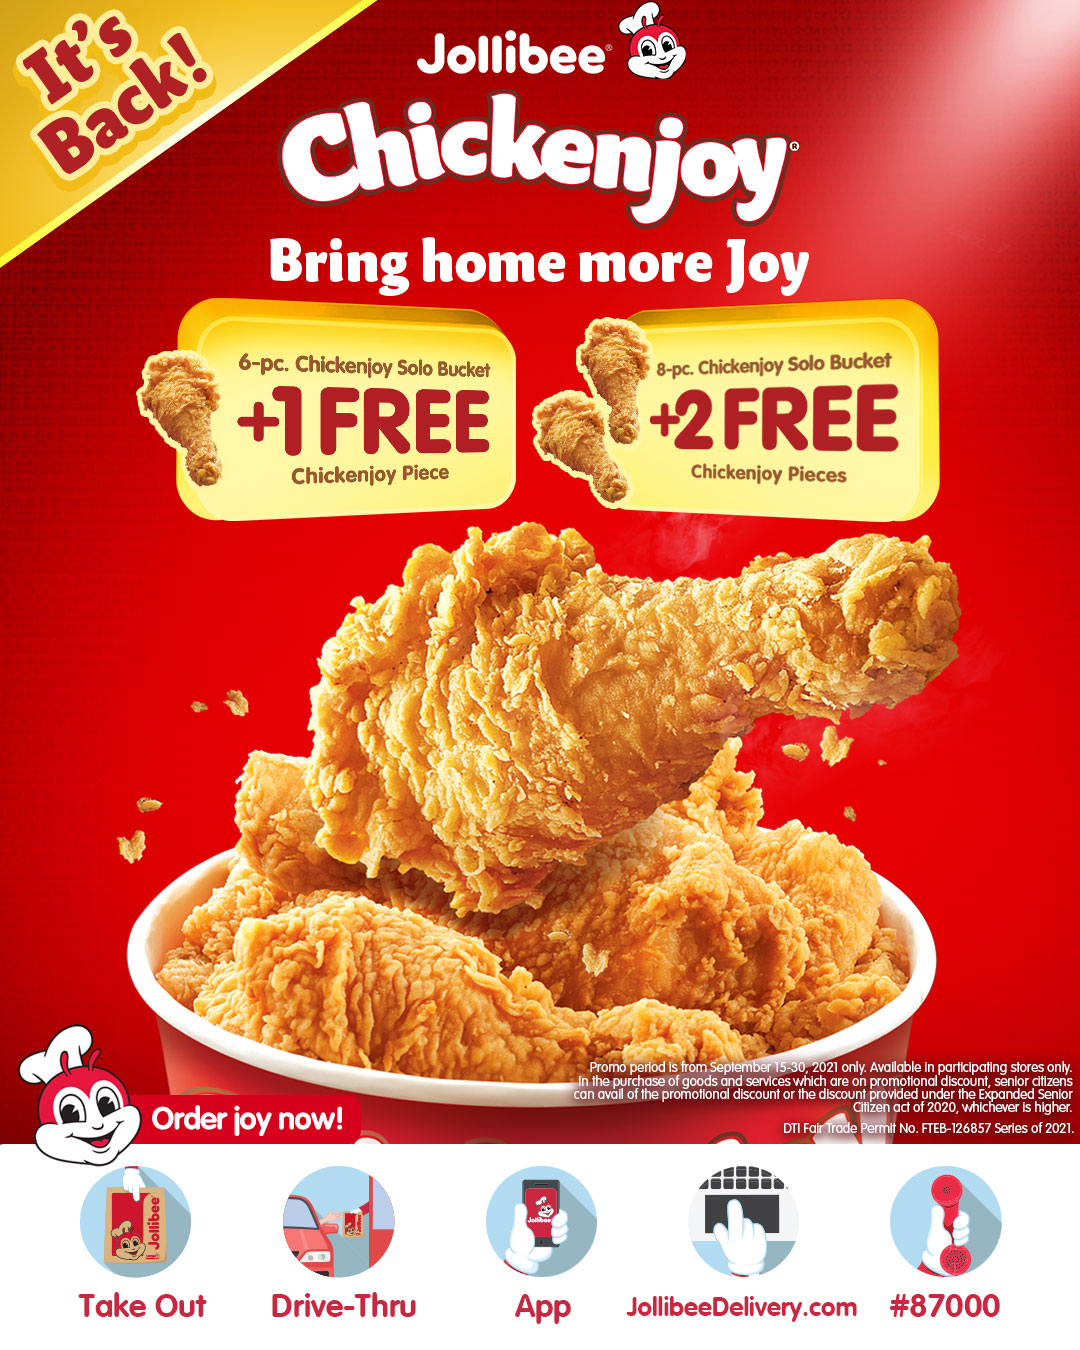 It's
Back!
Jollibee®
Chickenjoy®
Bring home more Joy
6-pc. Chickenjoy Solo Bucket
+1 FREE
Chickenjoy Piece
8-pc. Chickenjoy Solo Bucket
+2 FREE
Chickenjoy Pieces
Promo period is from September 15-30, 2021 only. Available in participating stores only.
In the purchase of goods and services which are on promotional discount, senior citizens
can avail of the promotional discount or the discount provided under the Expanded Senior
Citizen act of 2020, whichever is higher.
DTI Fair Trade Permit No. FTEB-126857 Series of 2021.
Order joy now!
Jollibee
Jollibee
Take Out
Drive-Thru
App
JollibeeDelivery.com
#87000